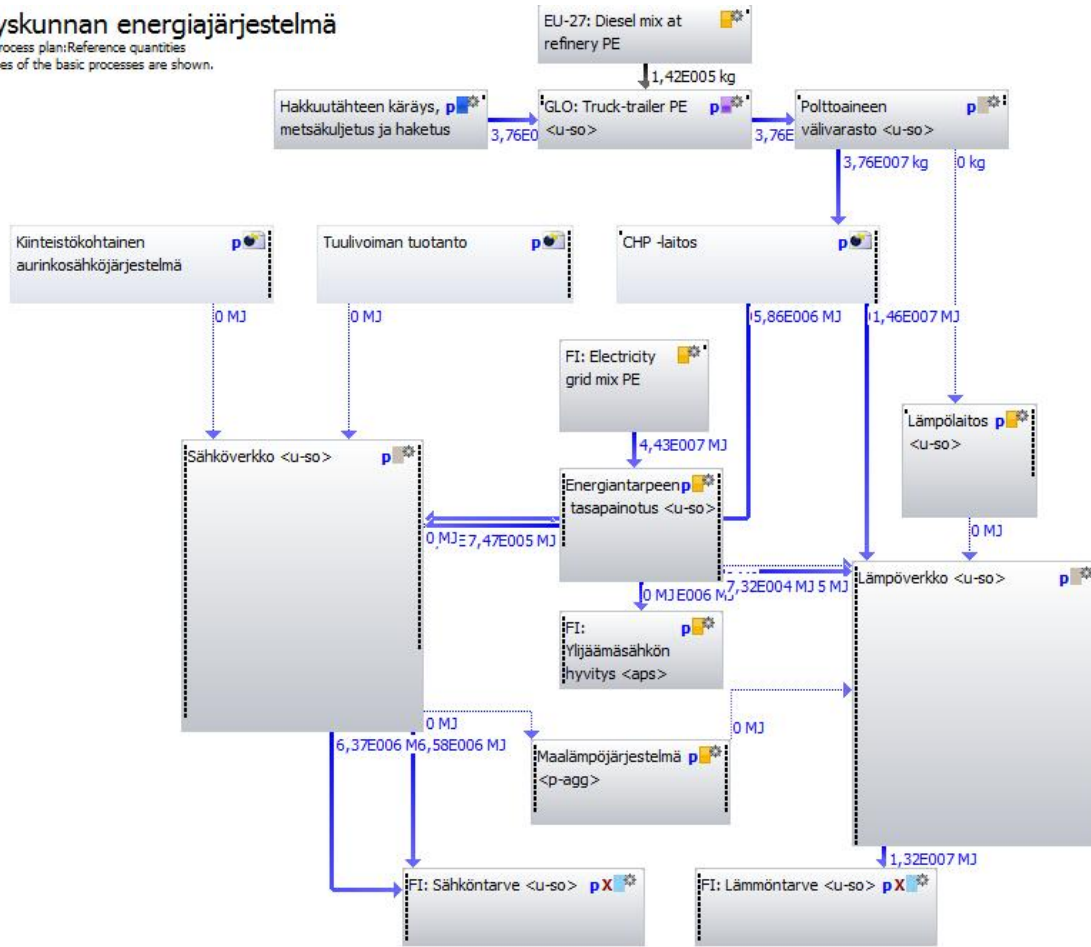 yskunnan energiajärjestelmä
rocess plan:Reference quantities
es of the basic processes are shown.
EU-27: Diesel mix at
refinery PE
1,42E005 kg
Hakkuutähteen käräys, p
metsäkuljetus ja haketus
3,76E0
GLO: Truck-trailer PE p
<u-so>
3,76E
Polttoaineen p
välivarasto <u-so>
3,76E007 kg
0 kg
Kiinteistökohtainen p
aurinkosähköjärjestelmä
Tuulivoiman tuotanto p
CHP -laitos p
0 MJ
0 MJ
5,86E006 MJ
1,46E007 MJ
FI: Electricity
grid mix PE
4,43E007 MJ
Lämpölaitos p
<u-so>
0 MJ
Sähköverkko <u-so> p
Energiantarpeen p
tasapainotus <u-so>
0 MJ
7,47E005 MJ
Lämpöverkko <u-so> p
0 MJ
E006 MJ
7,32E004 MJ
5 MJ
FI: p
Ylijäämäsähkön
hyvitys <aps>
0 MJ
0 MJ
6,37E006 M
6,58E006 MJ
Maalämpöjärjestelmä p
<p-agg>
1,32E007 MJ
FI: Sähköntarve <u-so> p X
FI: Lämmöntarve <u-so> p X